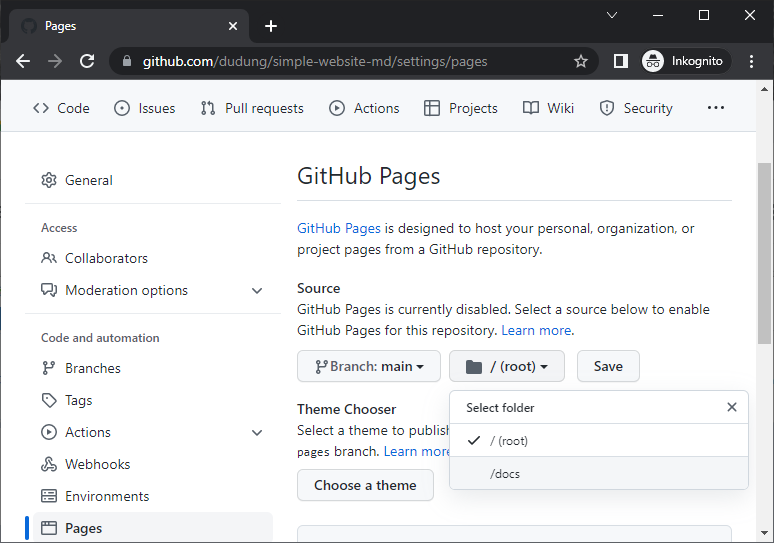 Pages
github.com/dudung/simple-website-md/settings/pages
Inkognito
Code
Issues
Pull requests
Actions
Projects
Wiki
Security
General
Access
Collaborators
Moderation options
Code and automation
Branches
Tags
Actions
Webhooks
Environments
Pages
GitHub Pages
GitHub Pages is designed to host your personal, organization, or
project pages from a GitHub repository.
Source
GitHub Pages is currently disabled. Select a source below to enable
GitHub Pages for this repository. Learn more.
Branch: main
/ (root)
Save
Select folder
/ (root)
/docs
Theme Chooser
Select a theme to publish
pages branch. Learn more
Choose a theme